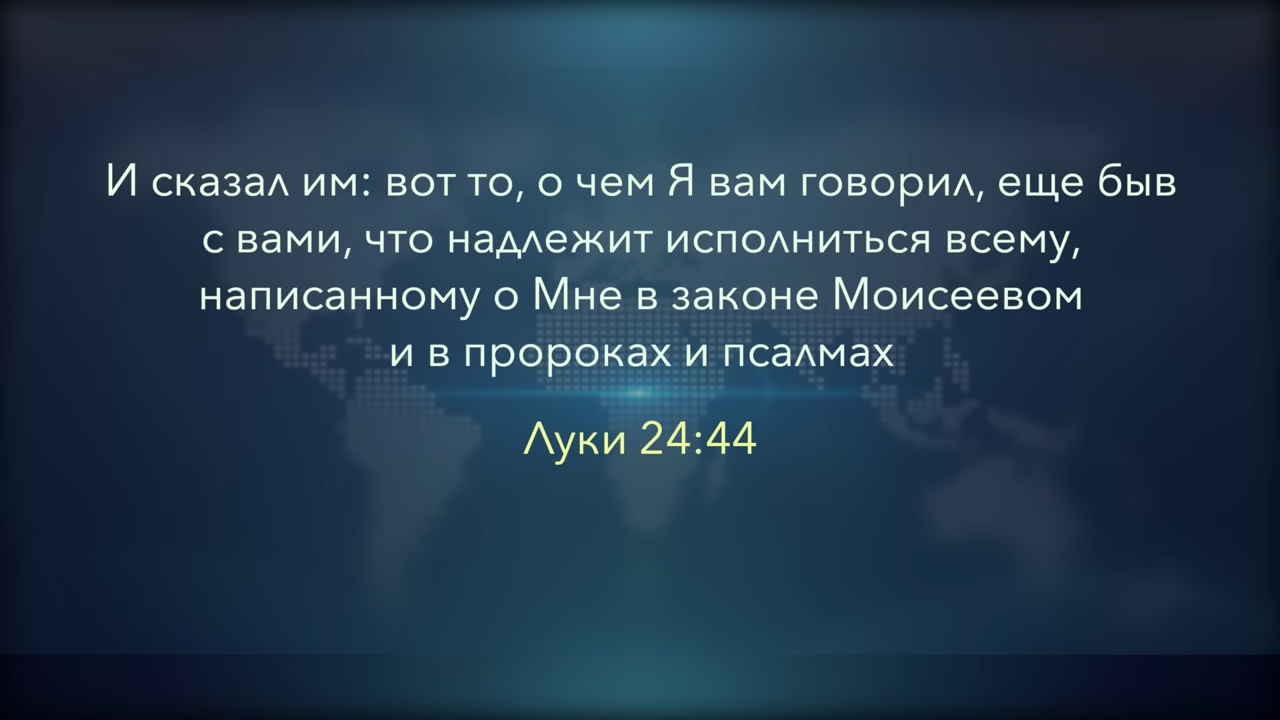 И сказал им: вот то, о чем Я вам говорил, еще быв
с вами, что надлежит исполниться всему,
написанному о Мне в законе Моисеевом
и в пророках и псалмах
Луки 24:44